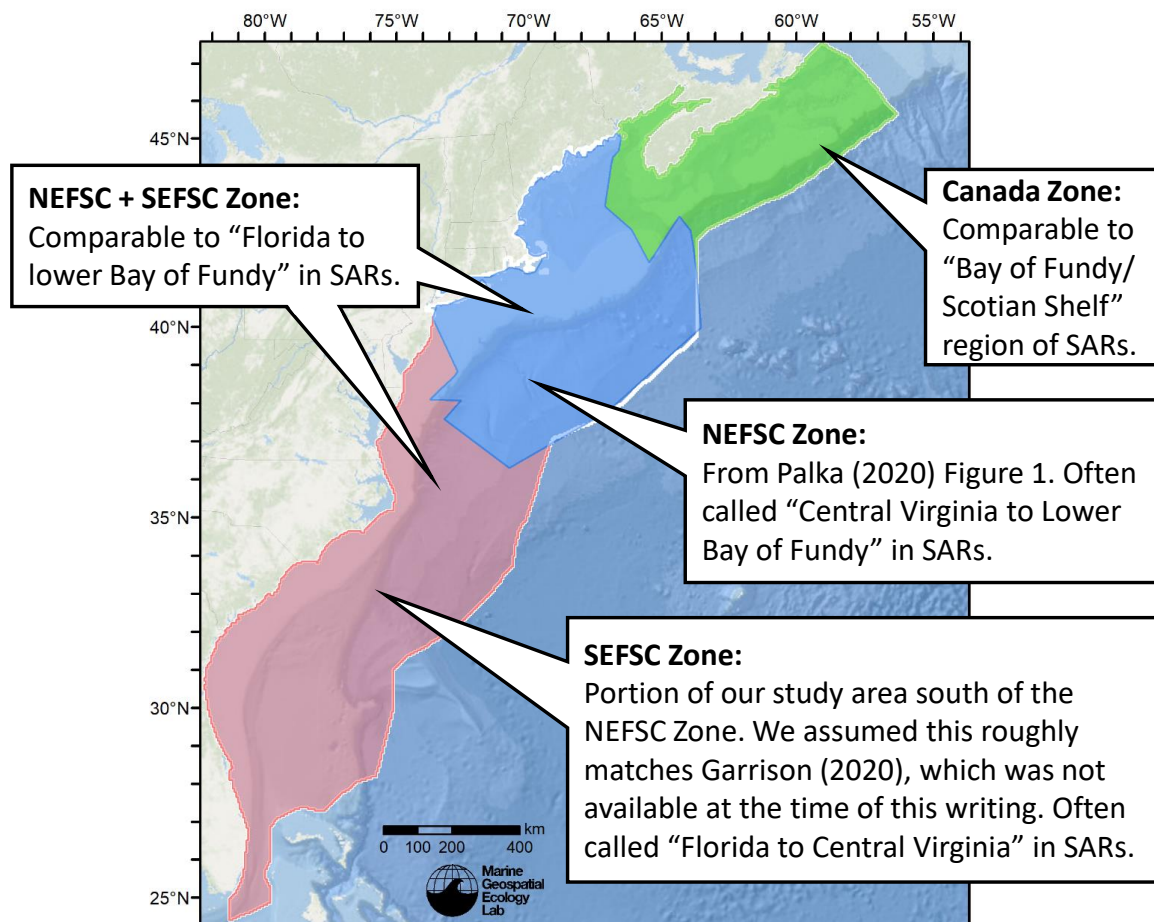 80°W 75°W 70°W 65°W 60°W 55°W
45°N
40°N
35°N
30°N
25°N
NEFSC + SEFSC Zone:
Comparable to “Florida to
lower Bay of Fundy” in SARs.
Canada Zone:
Comparable to
“Bay of Fundy/
Scotian Shelf”
region of SARs.
NEFSC Zone:
From Palka (2020) Figure 1. Often
called “Central Virginia to Lower
Bay of Fundy” in SARs.
SEFSC Zone:
Portion of our study area south of the
NEFSC Zone. We assumed this roughly
matches Garrison (2020), which was not
available at the time of this writing. Often
called “Florida to Central Virginia” in SARs.
km
0 100 200 400
Marine
Geospatial
Ecology
Lab